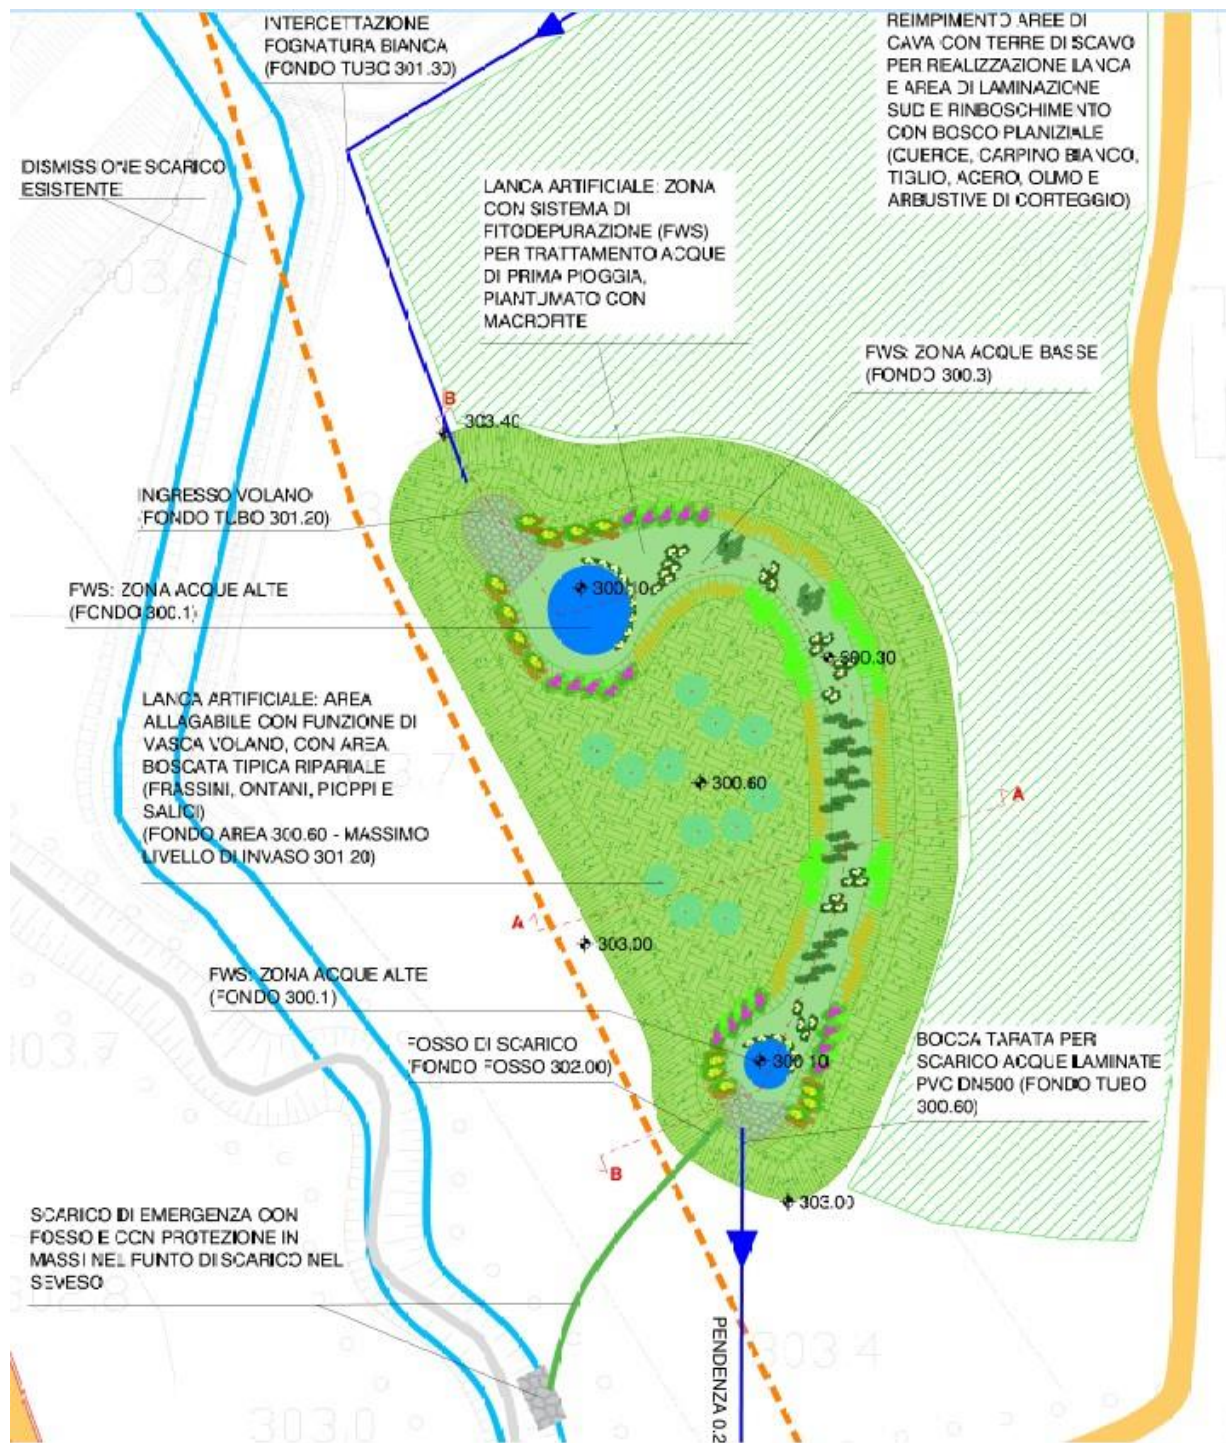 INTERCETTAZIONE
FOGNATURA BIANCA
(FONDO TUBO 301.30)
REIMPIMENTO AREE DI
CAVA CON TERRE DI SCAVO
PER REALIZZAZIONE LANCA
E AREA DI LAMINAZIONE
SUD E RINBOSCHIMENTO
CON BOSCO PLANIZIALE
(QUERCE, CARPINO BIANCO,
TIGLIO, ACERO, OLMO E
ARBUSTIVE DI CORTEGGIO)
DISMISSIONE SCARICO
ESISTENTE
LANCA ARTIFICIALE: ZONA
CON SISTEMA DI
FITODEPURAZIONE (FWS)
PER TRATTAMENTO ACQUE
DI PRIMA PIOGGIA,
PIANTUMATO CON
MACROFITE
303.9
FWS: ZONA ACQUE BASSE
(FONDO 300.3)
B
303.40
INGRESSO VOLANO
(FONDO TUBO 301.20)
FWS: ZONA ACQUE ALTE
(FONDO 300.1)
300.10
300.30
LANCA ARTIFICIALE: AREA
ALLAGABILE CON FUNZIONE DI
VASCA VOLANO, CON AREA
BOSCATA TIPICA RIPARIALE
(FRASSINI, ONTANI, PIOPPI E
SALICI)
(FONDO AREA 300.60 - MASSIMO
LIVELLO DI INVASO 301.20)
300.60
A
A
303.00
FWS: ZONA ACQUE ALTE
(FONDO 300.1)
FOSSO DI SCARICO
(FONDO FOSSO 302.00)
300.10
BOCCA TARATA PER
SCARICO ACQUE LAMINATE
PVC DN500 (FONDO TUBO
300.60)
B
303.00
SCARICO DI EMERGENZA CON
FOSSO E CON PROTEZIONE IN
MASSI NEL PUNTO DI SCARICO NEL
SEVESO
302.8
PENDENZA 0.2
303.4
303.0